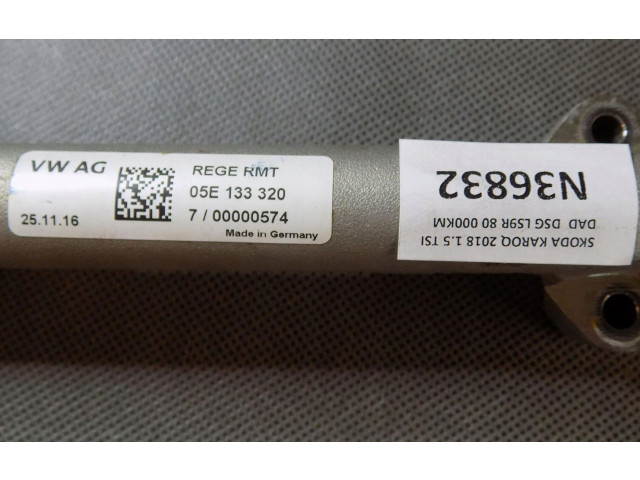 VW AG
25.11.16
REGE RMT
05E 133 320
7 / 00000574
Made in Germany
N36832
SKODA KAROQ 2018 1.5 TSI
DAD DSG LS9R 80 000KM